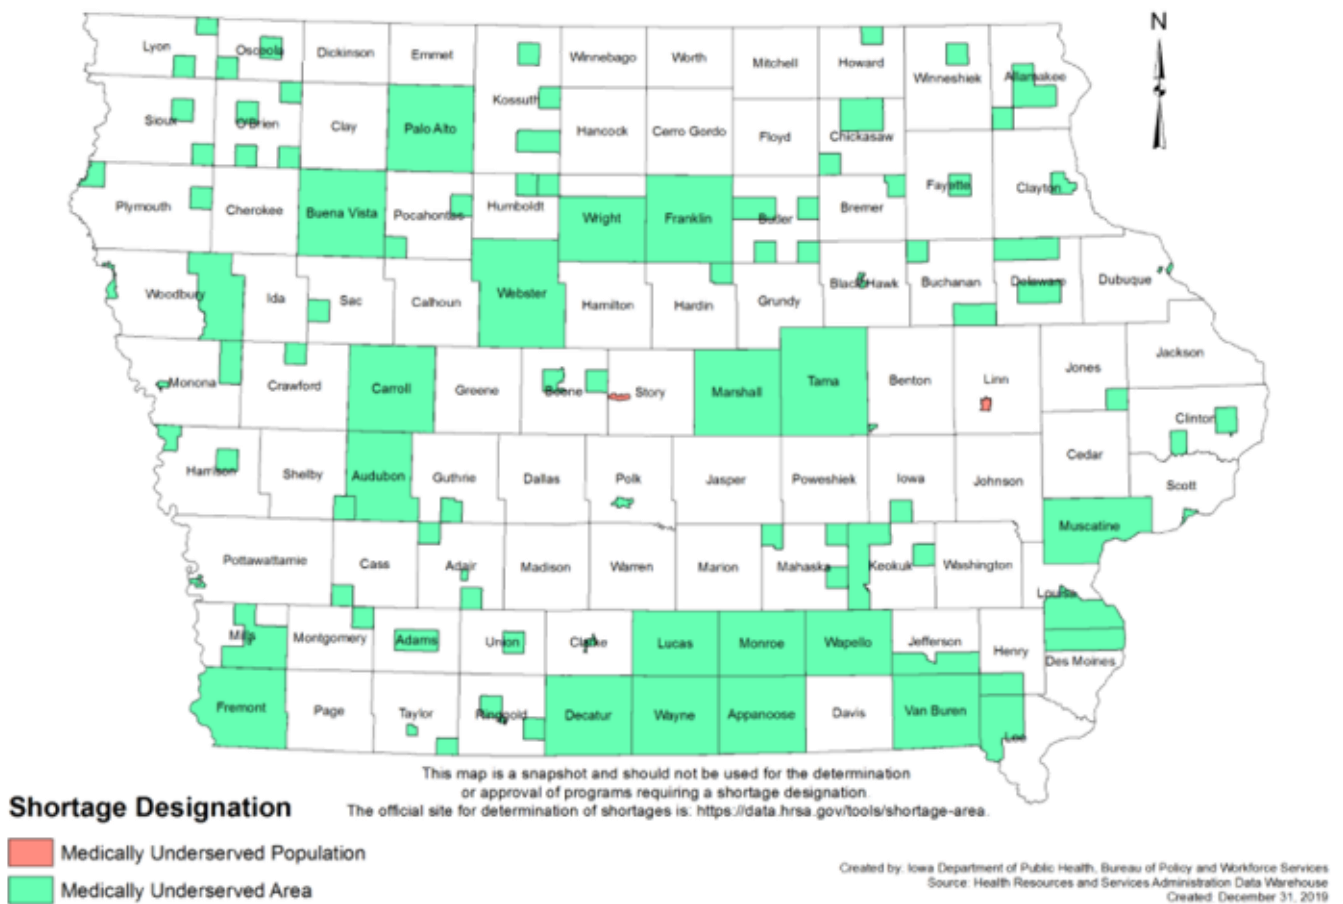 N
Lyon Osceola Dickinson Emmet Kossuth Winnebago Worth Mitchell Howard Winneshiek Allamakee
Sioux O'Brien Clay Palo Alto Hancock Cerro Gordo Floyd Chickasaw
Plymouth Cherokee Buena Vista Pocahontas Humboldt Wright Franklin Butler Bremer Fayette Clayton
Woodbury Ida Sac Calhoun Webster Hamilton Hardin Grundy Black Hawk Buchanan Delaware Dubuque
Monona Crawford Carroll Greene Boone Story Marshall Tama Benton Linn Jones Jackson
Harrison Shelby Audubon Guthrie Dallas Polk Jasper Poweshiek Iowa Johnson Cedar Clinton
Scott
Muscatine
Pottawattamie Cass Adair Madison Warren Marion Mahaska Keokuk Washington Louisa
Mills Montgomery Adams Union Clarke Lucas Monroe Wapello Jefferson Henry Des Moines
Fremont Page Taylor Ringgold Decatur Wayne Appanoose Davis Van Buren Lee
This map is a snapshot and should not be used for the determination
or approval of programs requiring a shortage designation.
The official site for determination of shortages is: https://data.hrsa.gov/tools/shortage-area.
Shortage Designation
Medically Underserved Population
Medically Underserved Area
Created by: Iowa Department of Public Health, Bureau of Policy and Workforce Services
Source: Health Resources and Services Administration Data Warehouse
Created: December 31, 2019